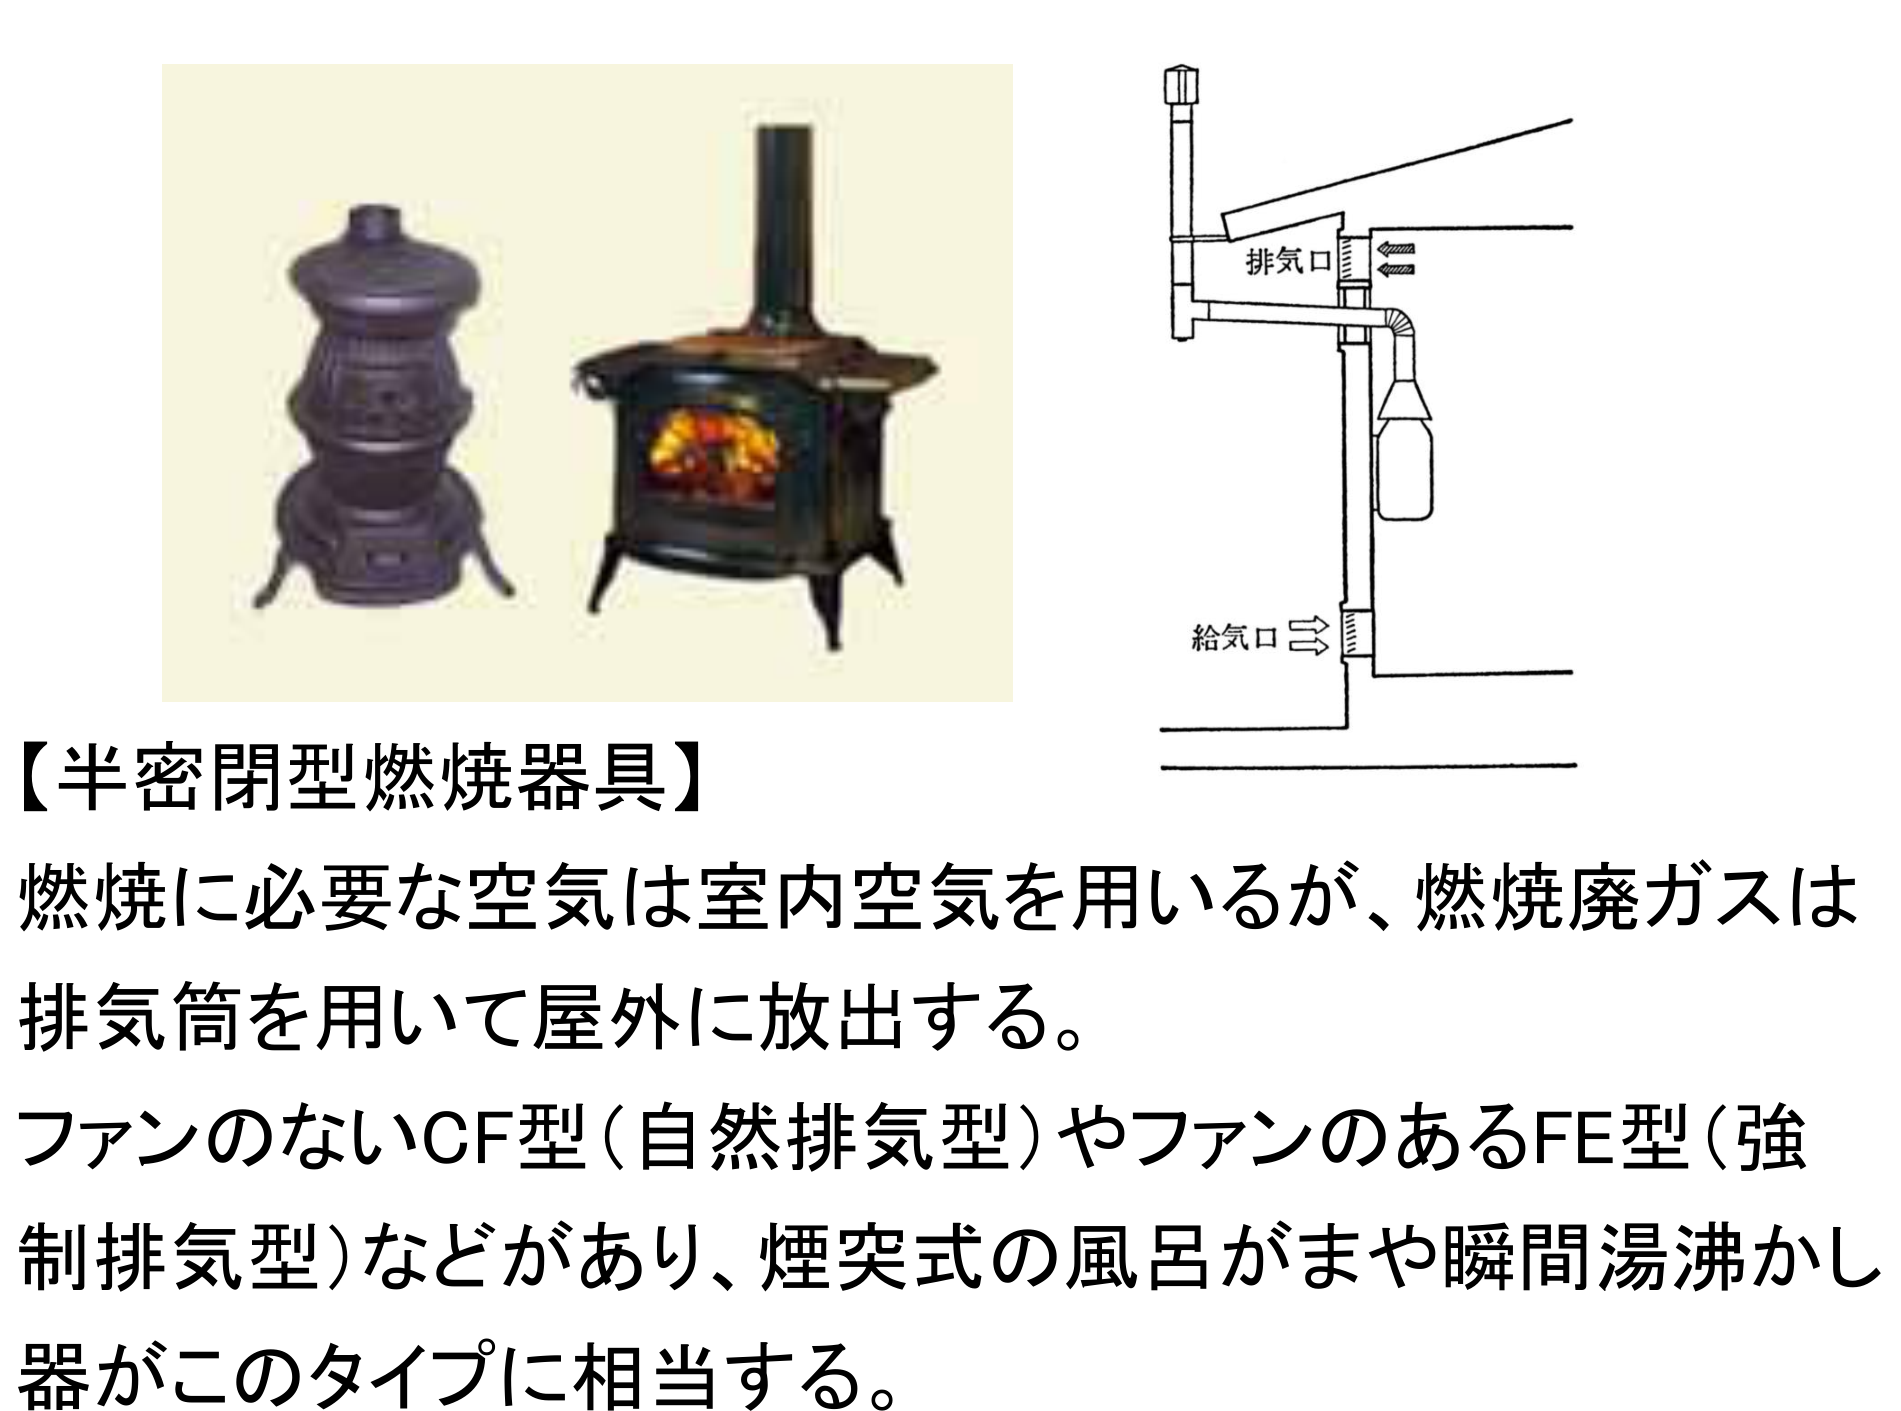 排気口
給気口
【半密閉型燃焼器具】
燃焼に必要な空気は室内空気を用いるが、燃焼廃ガスは
排気筒を用いて屋外に放出する。
ファンのないCF型（自然排気型）やファンのあるFE型（強
制排気型）などがあり、煙突式の風呂がまや瞬間湯沸かし
器がこのタイプに相当する。